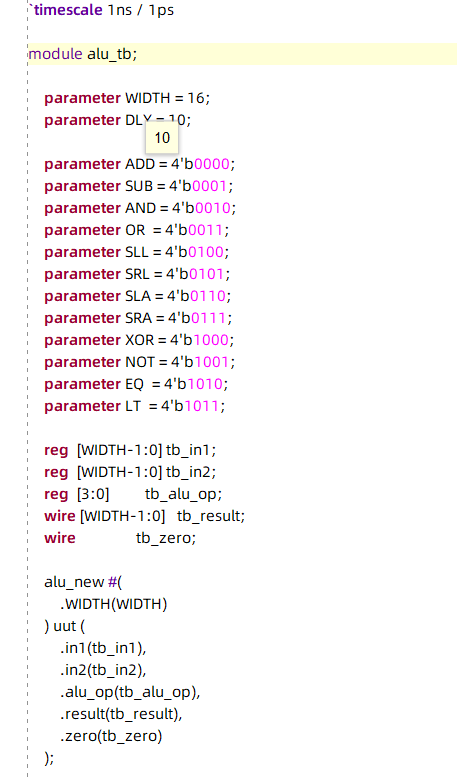 `timescale 1ns / 1ps
module alu_tb;
parameter WIDTH = 16;
parameter DLY = 10;
10
parameter ADD = 4'b0000;
parameter SUB = 4'b0001;
parameter AND = 4'b0010;
parameter OR  = 4'b0011;
parameter SLL = 4'b0100;
parameter SRL = 4'b0101;
parameter SLA = 4'b0110;
parameter SRA = 4'b0111;
parameter XOR = 4'b1000;
parameter NOT = 4'b1001;
parameter EQ  = 4'b1010;
parameter LT  = 4'b1011;
reg  [WIDTH-1:0] tb_in1;
reg  [WIDTH-1:0] tb_in2;
reg  [3:0]        tb_alu_op;
wire [WIDTH-1:0]  tb_result;
wire              tb_zero;
alu_new #(
.WIDTH(WIDTH)
) uut (
.in1(tb_in1),
.in2(tb_in2),
.alu_op(tb_alu_op),
.result(tb_result),
.zero(tb_zero)
);